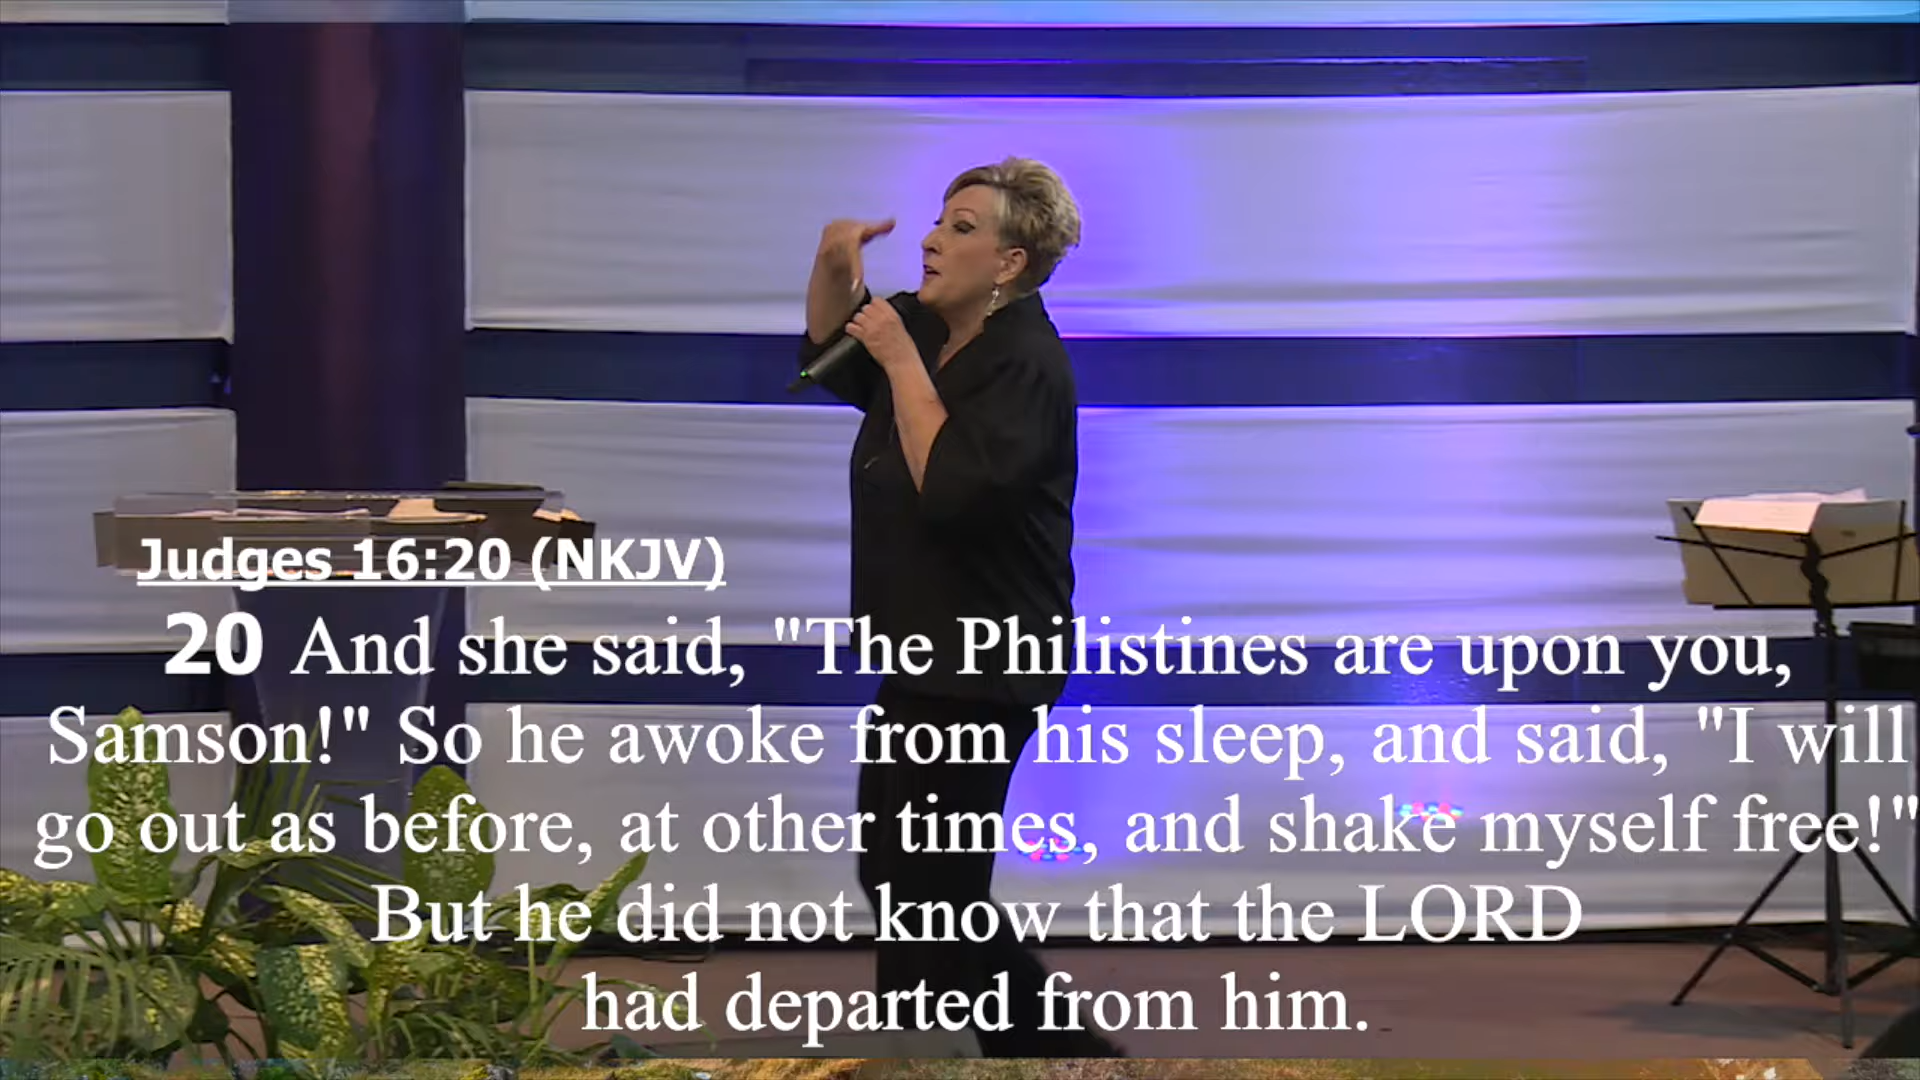 Judges 16:20 (NKJV)
20 And she said, "The Philistines are upon you,
Samson!" So he awoke from his sleep, and said, "I will
go out as before, at other times, and shake myself free!"
But he did not know that the LORD
had departed from him.